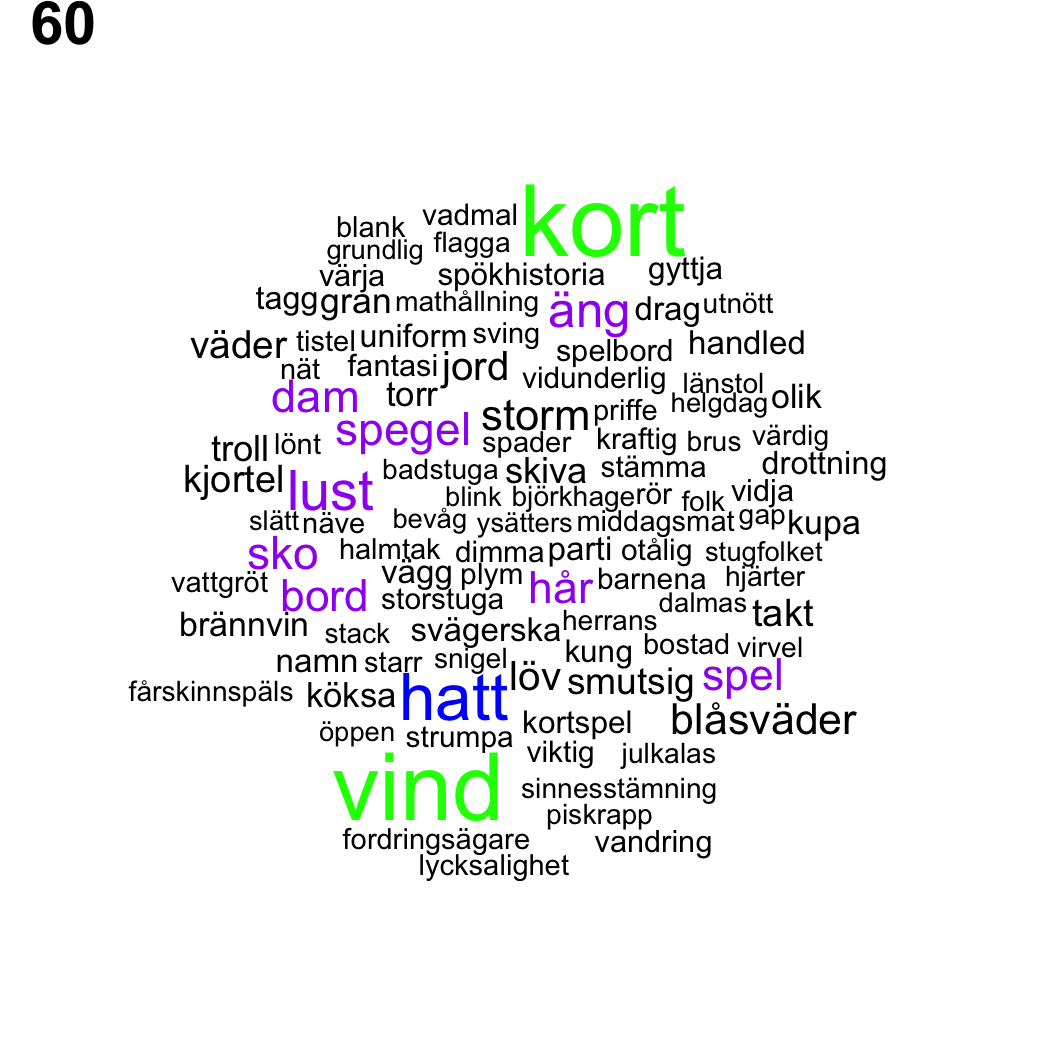 60
kort
blank vadmal
grundlig flagga
värja spökhistoria gyttja
tagg gran mathållning äng drag utnött
väder tistel uniform sving spelbord handled
nät fantasi jord vidunderlig länstol
dam torr storm priffe helgdag olik
spegel spader kraftig brus värdig
troll lönt badstuga skiva stämma drottning
kjortel lust blink björkhage rör folk vidja
slätt näve bevåg ysätters middagsmat gap kupa
sko halmtak dimma parti otålig stugfolket
vattgröt vägg plym hår barnena hjärter
bord storstuga dalmas takt
brännvin stack svägerska herrans
namn starr snigel kung bostad virvel
fårskinnspäls köksa hatt löv smutsig spel
öppen strumpa kortspel blåsväder
vind viktig julkalas
sinnesstämning
piskrapp
fordringsägare vandring
lycksalighet